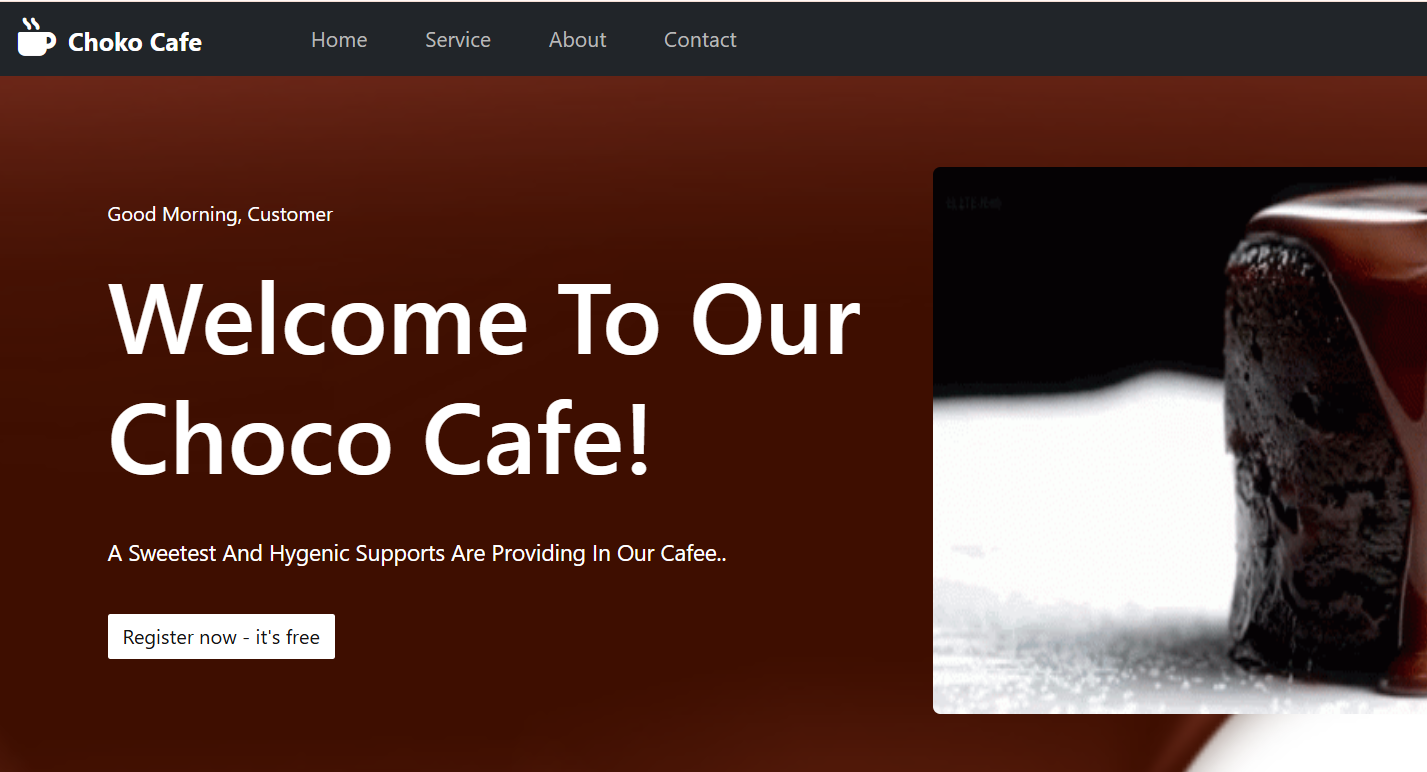 Choko Cafe Home Service About Contact
Good Morning, Customer
Welcome To Our
Choco Cafe!
A Sweetest And Hygenic Supports Are Providing In Our Cafee..
Register now - it's free